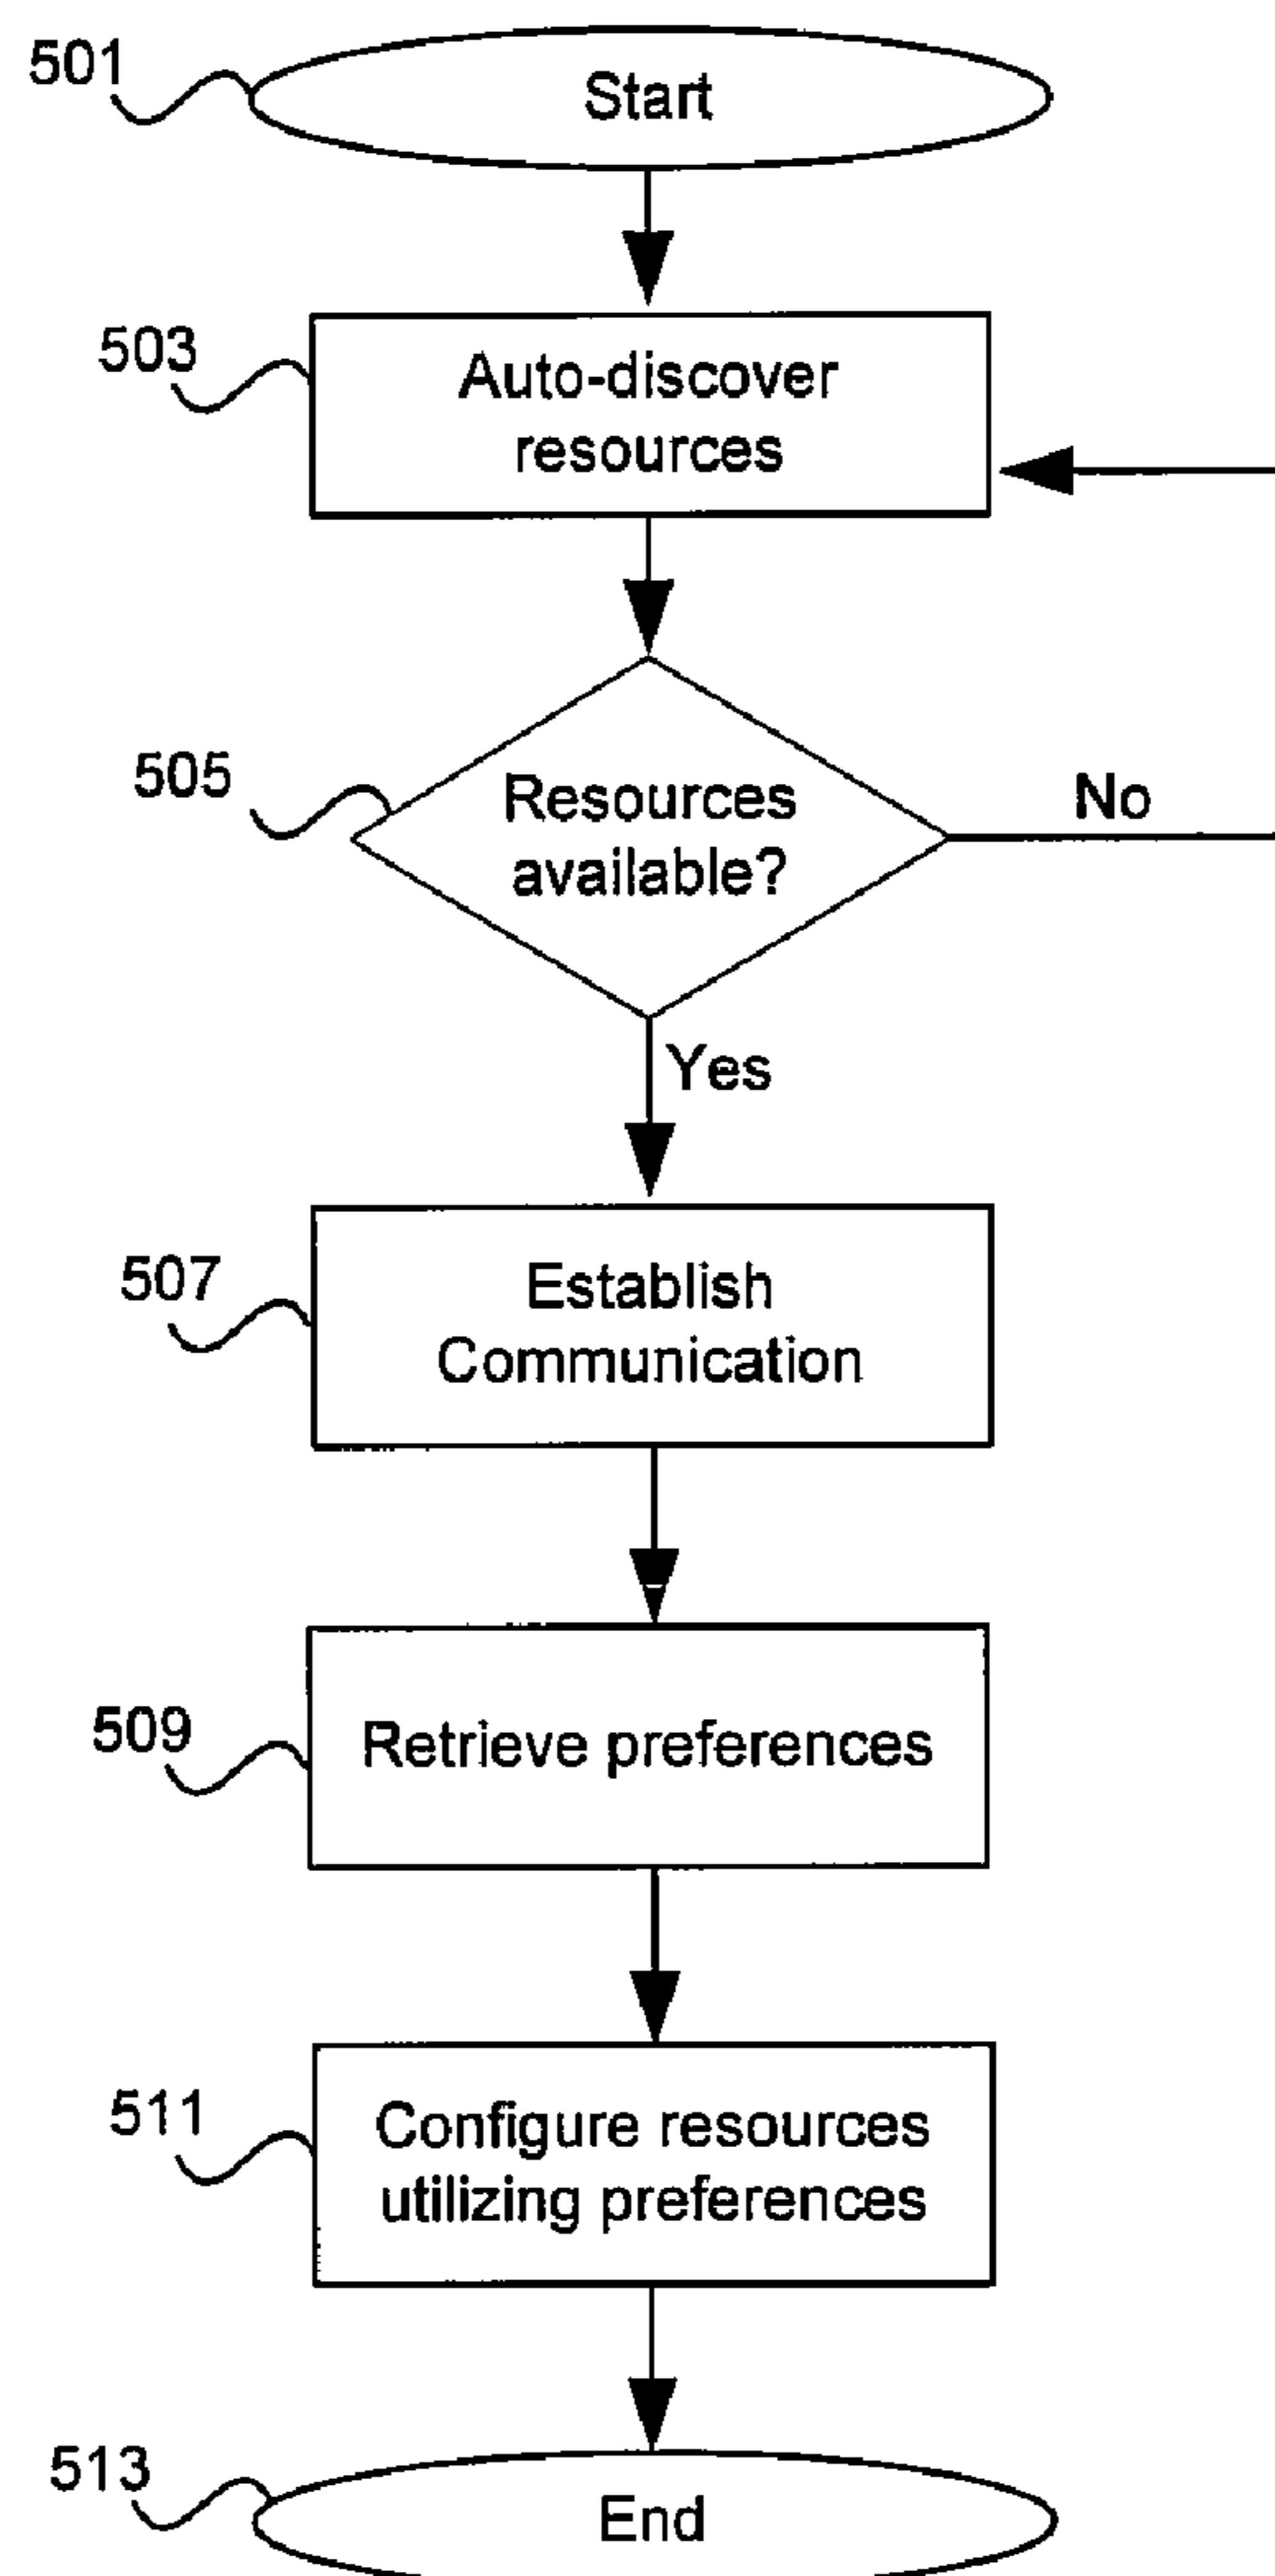 501
Start
503
Auto-discover
resources
505
Resources
available?
No
Yes
507
Establish
Communication
509
Retrieve preferences
511
Configure resources
utilizing preferences
513
End